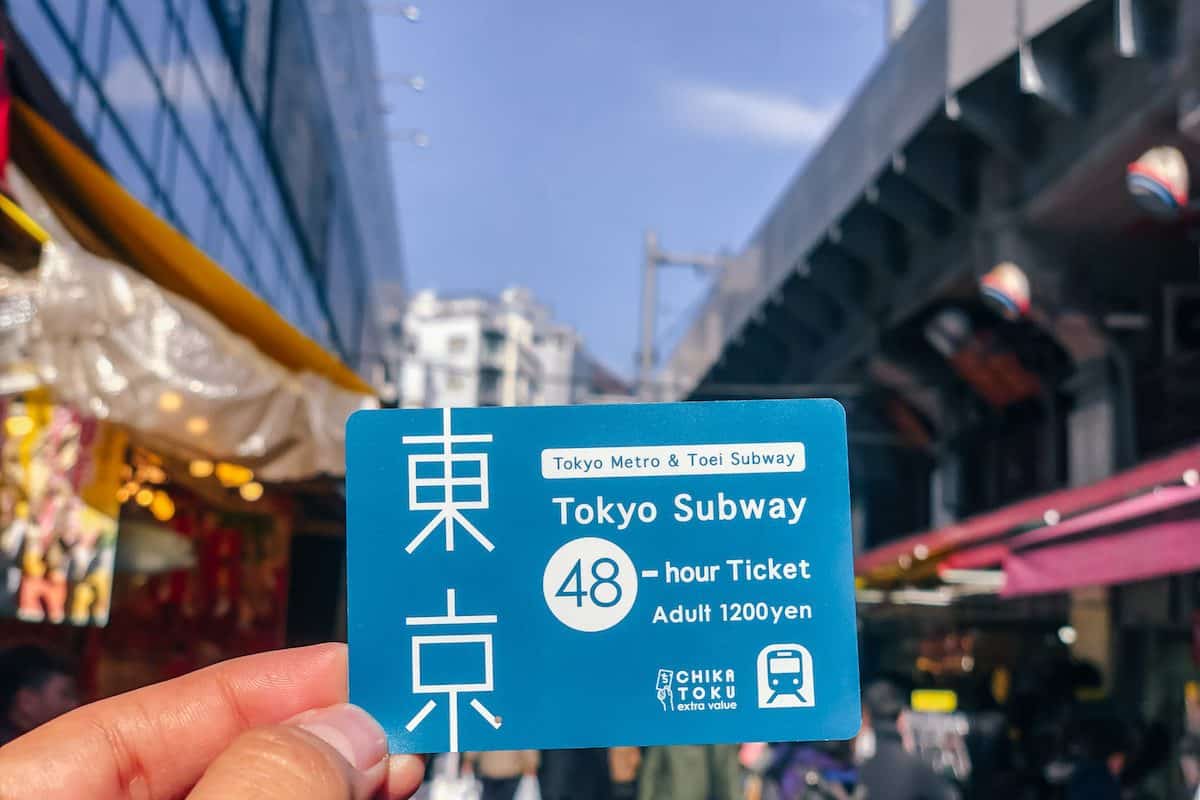 東京
Tokyo Metro & Toei Subway
Tokyo Subway
48-hour Ticket
Adult 1200yen
CHIKA
TOKU
extra value